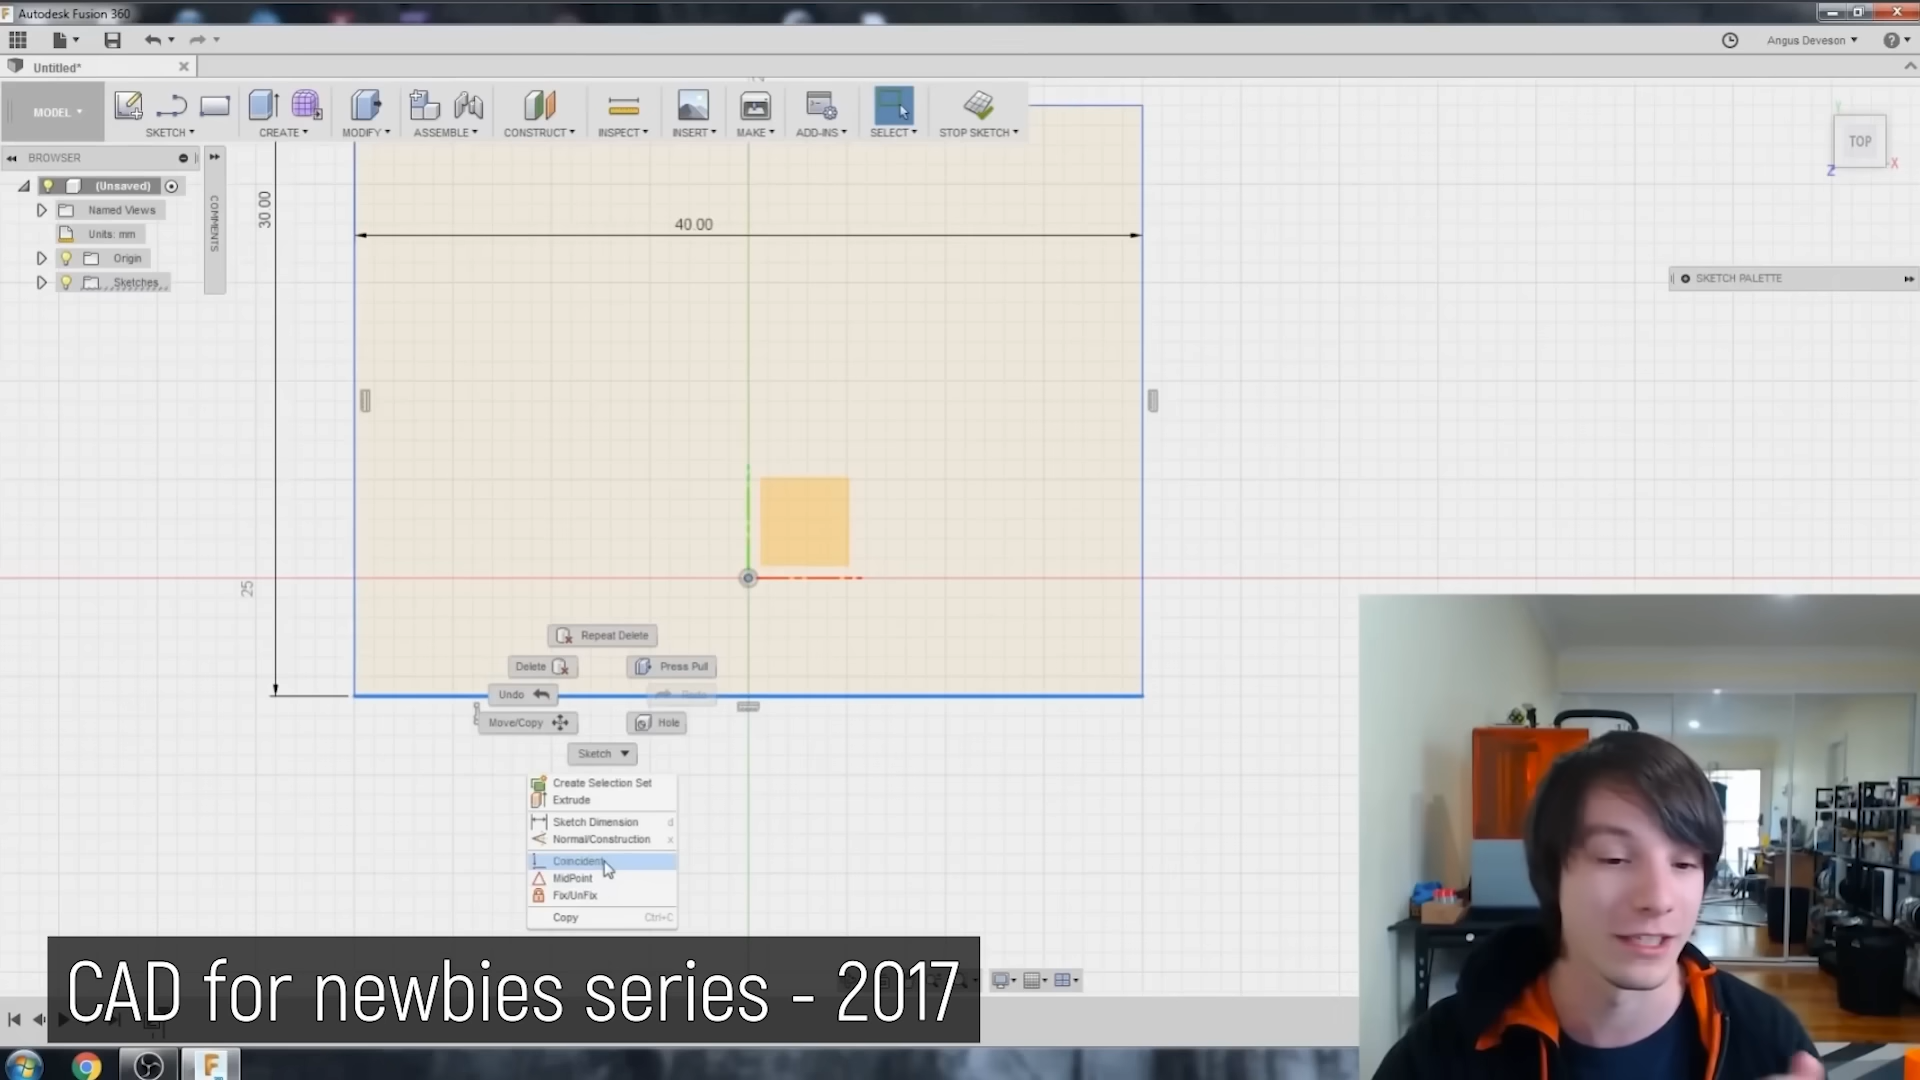 Autodesk Fusion 360
Angus Deveson
Untitled*
MODEL
SKETCH
CREATE
MODIFY
ASSEMBLE
CONSTRUCT
INSPECT
INSERT
MAKE
ADD-INS
SELECT
STOP SKETCH
TOP
X
Z
BROWSER
(Unsaved)
Named Views
Units: mm
Origin
Sketches
COMMENTS
30.00
40.00
SKETCH PALETTE
25
Repeat Delete
Delete
Press Pull
Undo
Move/Copy
Hole
Sketch
Create Selection Set
Extrude
Sketch Dimension d
Normal/Construction x
Coincident
MidPoint
Fix/UnFix
Copy Ctrl+C
CAD for newbies series - 2017